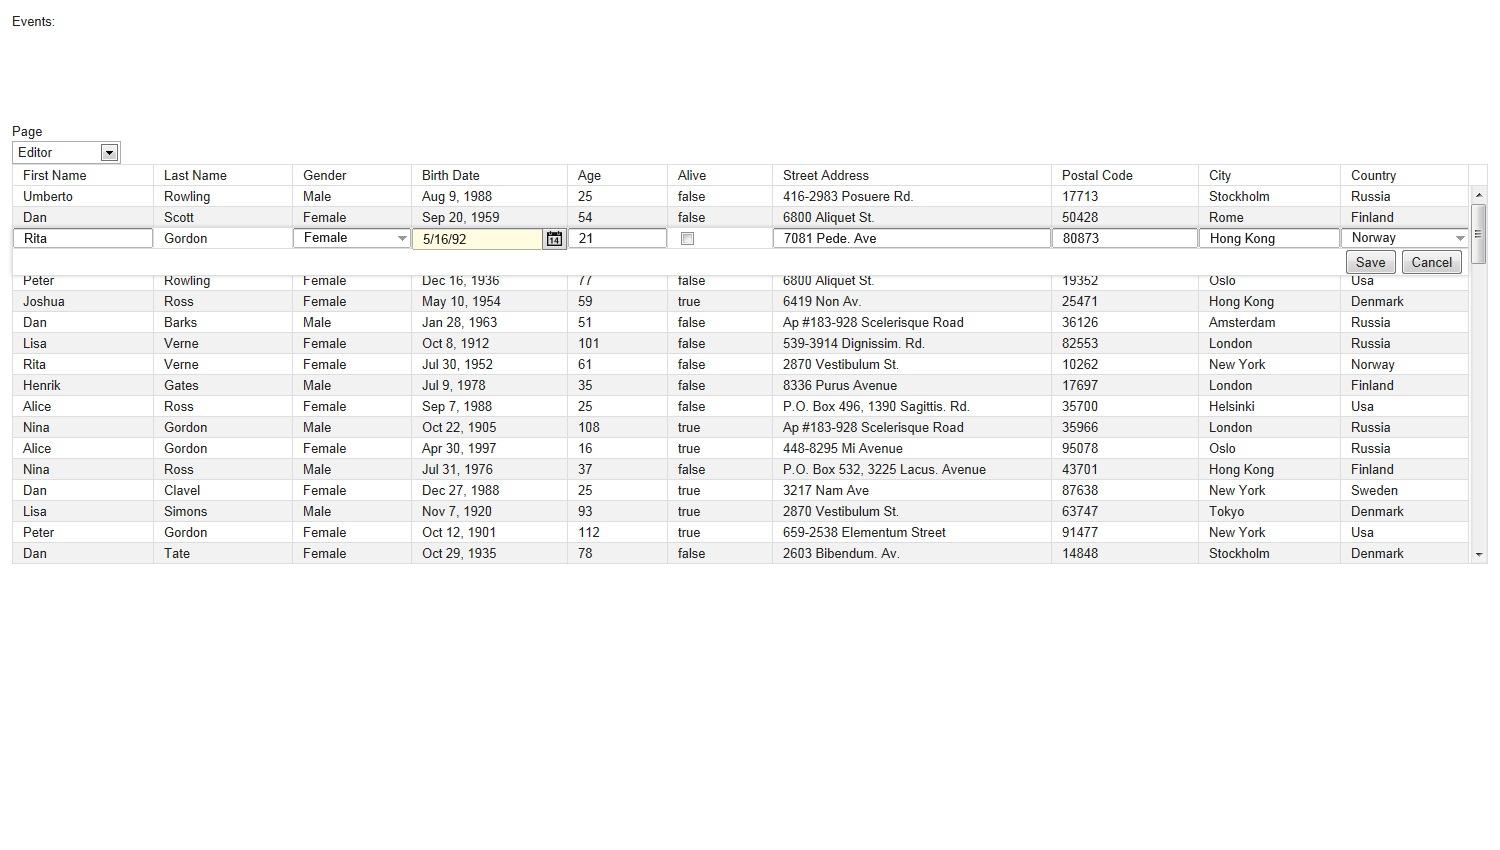 Events:
Page
Editor
First Name Last Name Gender Birth Date Age Alive Street Address Postal Code City Country
Umberto Rowling Male Aug 9, 1988 25 false 416-2983 Posuere Rd. 17713 Stockholm Russia
Dan Scott Female Sep 20, 1959 54 false 6800 Aliquet St. 50428 Rome Finland
Rita Gordon Female 5/16/92 14 21 7081 Pede. Ave 80873 Hong Kong Norway
Save Cancel
Peter Rowling Female Dec 16, 1936 77 false 6800 Aliquet St. 19352 Oslo Usa
Joshua Ross Female May 10, 1954 59 true 6419 Non Av. 25471 Hong Kong Denmark
Dan Barks Male Jan 28, 1963 51 false Ap #183-928 Scelerisque Road 36126 Amsterdam Russia
Lisa Verne Female Oct 8, 1912 101 false 539-3914 Dignissim. Rd. 82553 London Russia
Rita Verne Female Jul 30, 1952 61 false 2870 Vestibulum St. 10262 New York Norway
Henrik Gates Male Jul 9, 1978 35 false 8336 Purus Avenue 17697 London Finland
Alice Ross Female Sep 7, 1988 25 false P.O. Box 496, 1390 Sagittis. Rd. 35700 Helsinki Usa
Nina Gordon Male Oct 22, 1905 108 true Ap #183-928 Scelerisque Road 35966 London Russia
Alice Gordon Female Apr 30, 1997 16 true 448-8295 Mi Avenue 95078 Oslo Russia
Nina Ross Male Jul 31, 1976 37 false P.O. Box 532, 3225 Lacus. Avenue 43701 Hong Kong Finland
Dan Clavel Female Dec 27, 1988 25 true 3217 Nam Ave 87638 New York Sweden
Lisa Simons Male Nov 7, 1920 93 true 2870 Vestibulum St. 63747 Tokyo Denmark
Peter Gordon Female Oct 12, 1901 112 true 659-2538 Elementum Street 91477 New York Usa
Dan Tate Female Oct 29, 1935 78 false 2603 Bibendum. Av. 14848 Stockholm Denmark